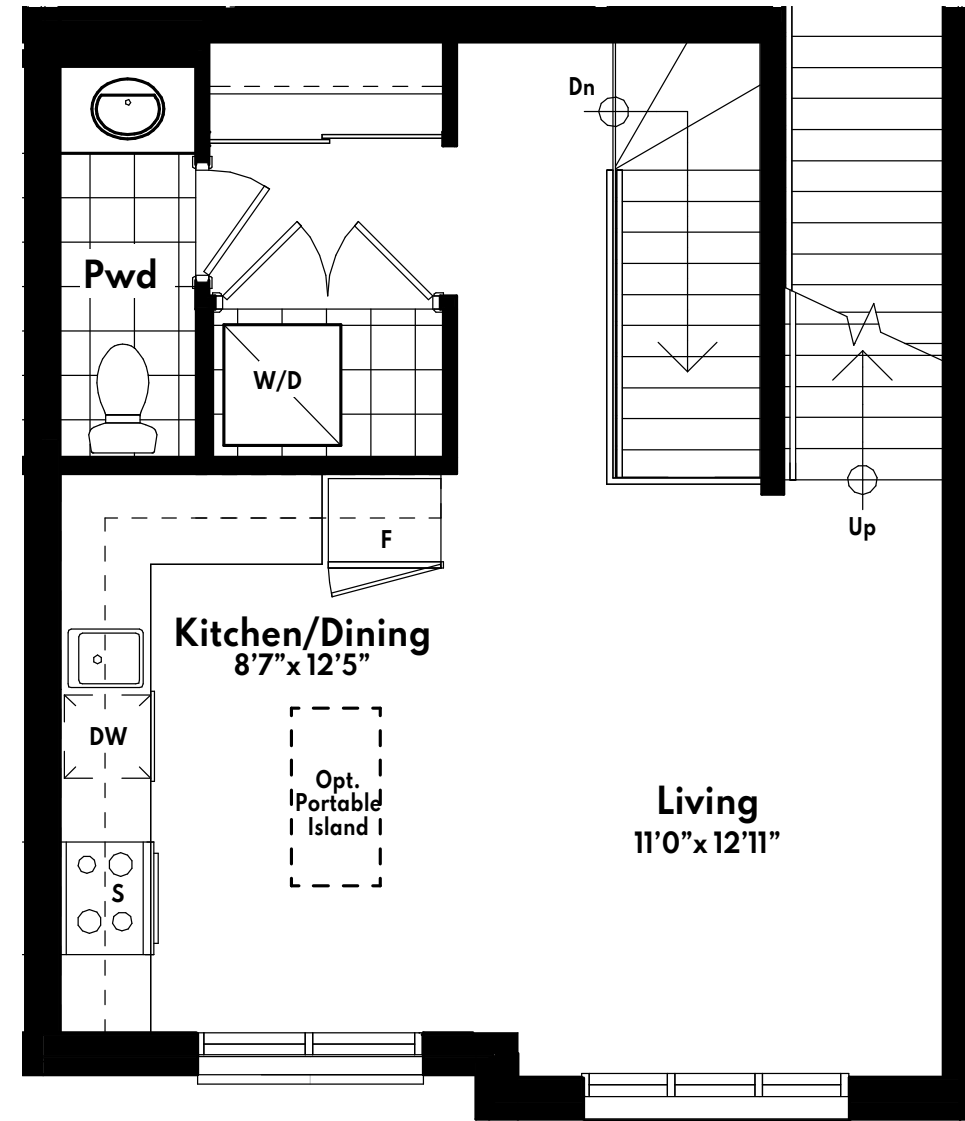 Dn
Pwd
W/D
Up
F
Kitchen/Dining
8’7”x 12’5”
DW
Opt.
Portable
Island
Living
11’0”x 12’11”
S